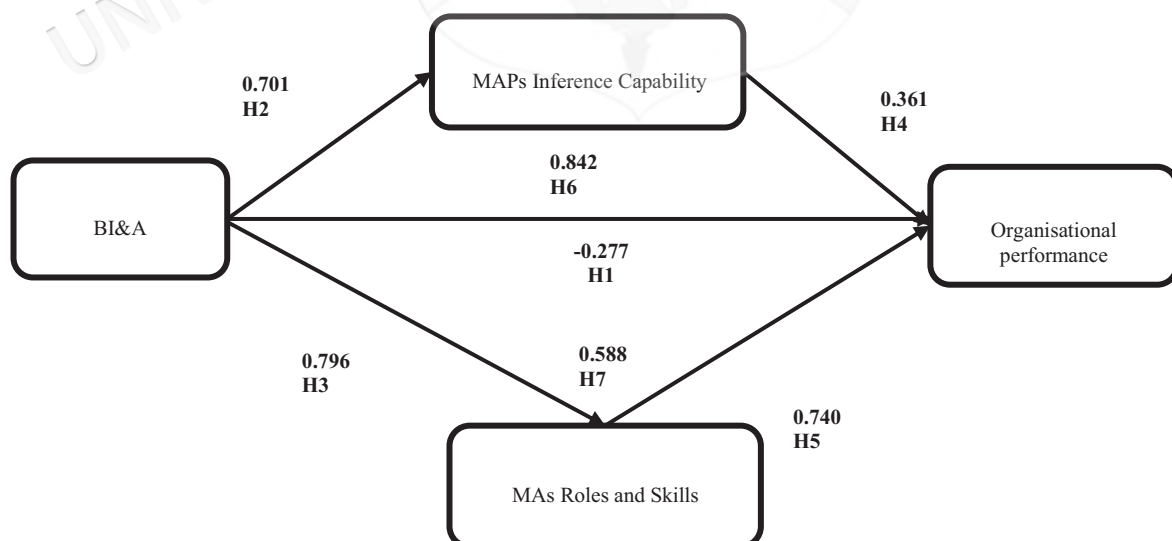 UNI
0.701
H2
MAPs Inference Capability
0.361
H4
0.842
H6
BI&A
Organisational
performance
-0.277
H1
0.796
H3
0.588
H7
0.740
H5
MAs Roles and Skills